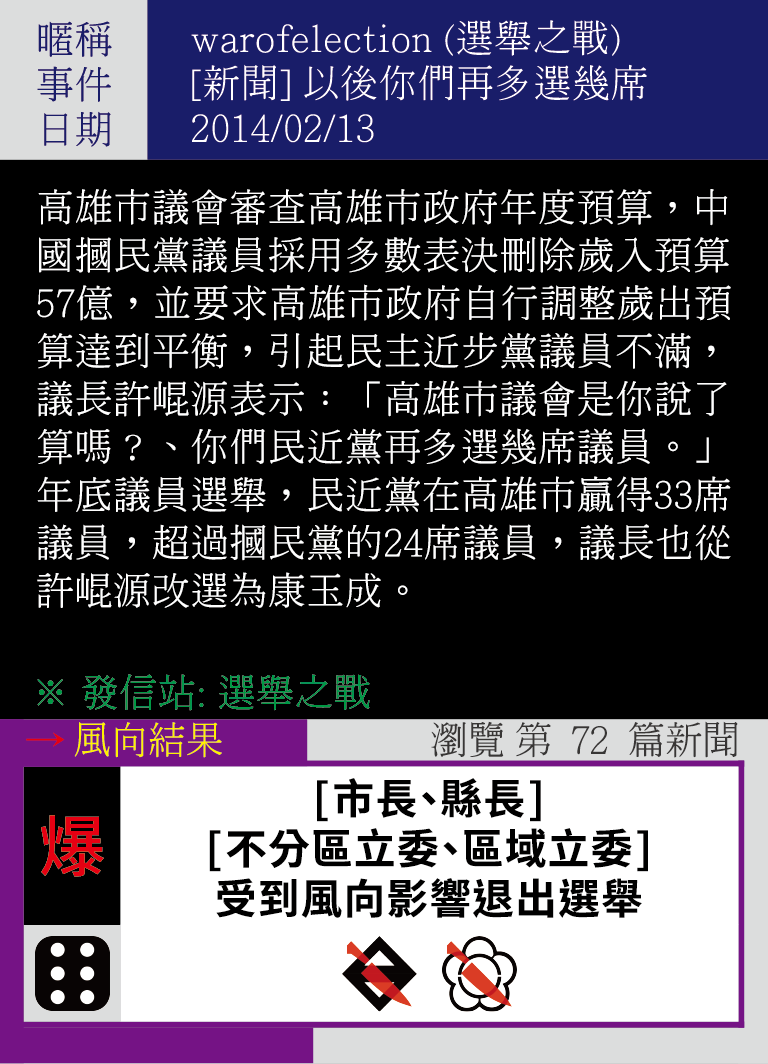 暱稱 warofelection (選舉之戰)
事件 [新聞] 以後你們再多選幾席
日期 2014/02/13
高雄市議會審查高雄市政府年度預算，中
國摑民黨議員採用多數表決刪除歲入預算
57億，並要求高雄市政府自行調整歲出預
算達到平衡，引起民主近步黨議員不滿，
議長許崐源表示：「高雄市議會是你說了
算嗎？、你們民近黨再多選幾席議員。」
年底議員選舉，民近黨在高雄市贏得33席
議員，超過摑民黨的24席議員，議長也從
許崐源改選為康玉成。
※ 發信站: 選舉之戰
→ 風向結果 瀏覽 第 72 篇新聞
爆
[市長、縣長]
[不分區立委、區域立委]
受到風向影響退出選舉